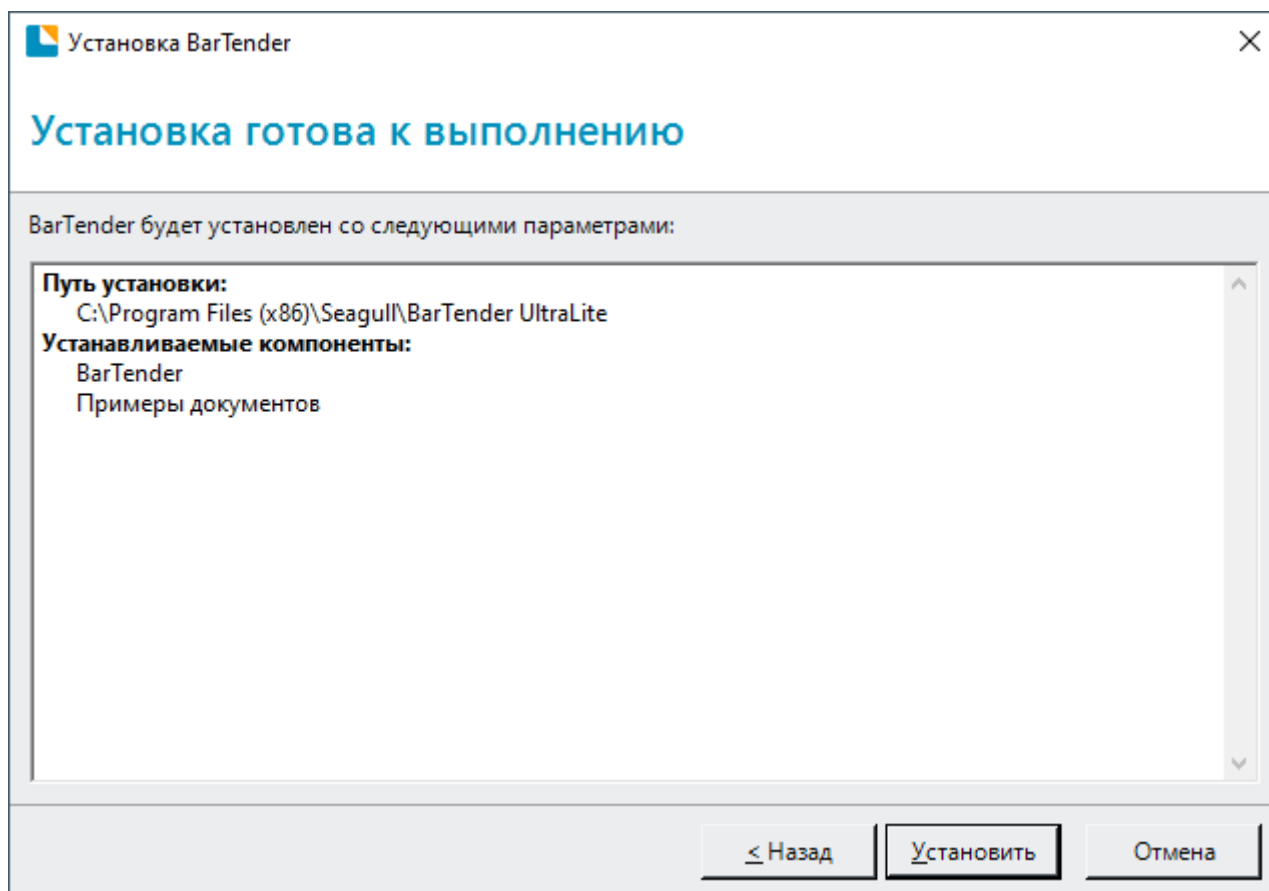 Установка BarTender
Установка готова к выполнению
BarTender будет установлен со следующими параметрами:
Путь установки:
C:\Program Files (x86)\Seagull\BarTender UltraLite
Устанавливаемые компоненты:
BarTender
Примеры документов
< Назад
Установить
Отмена